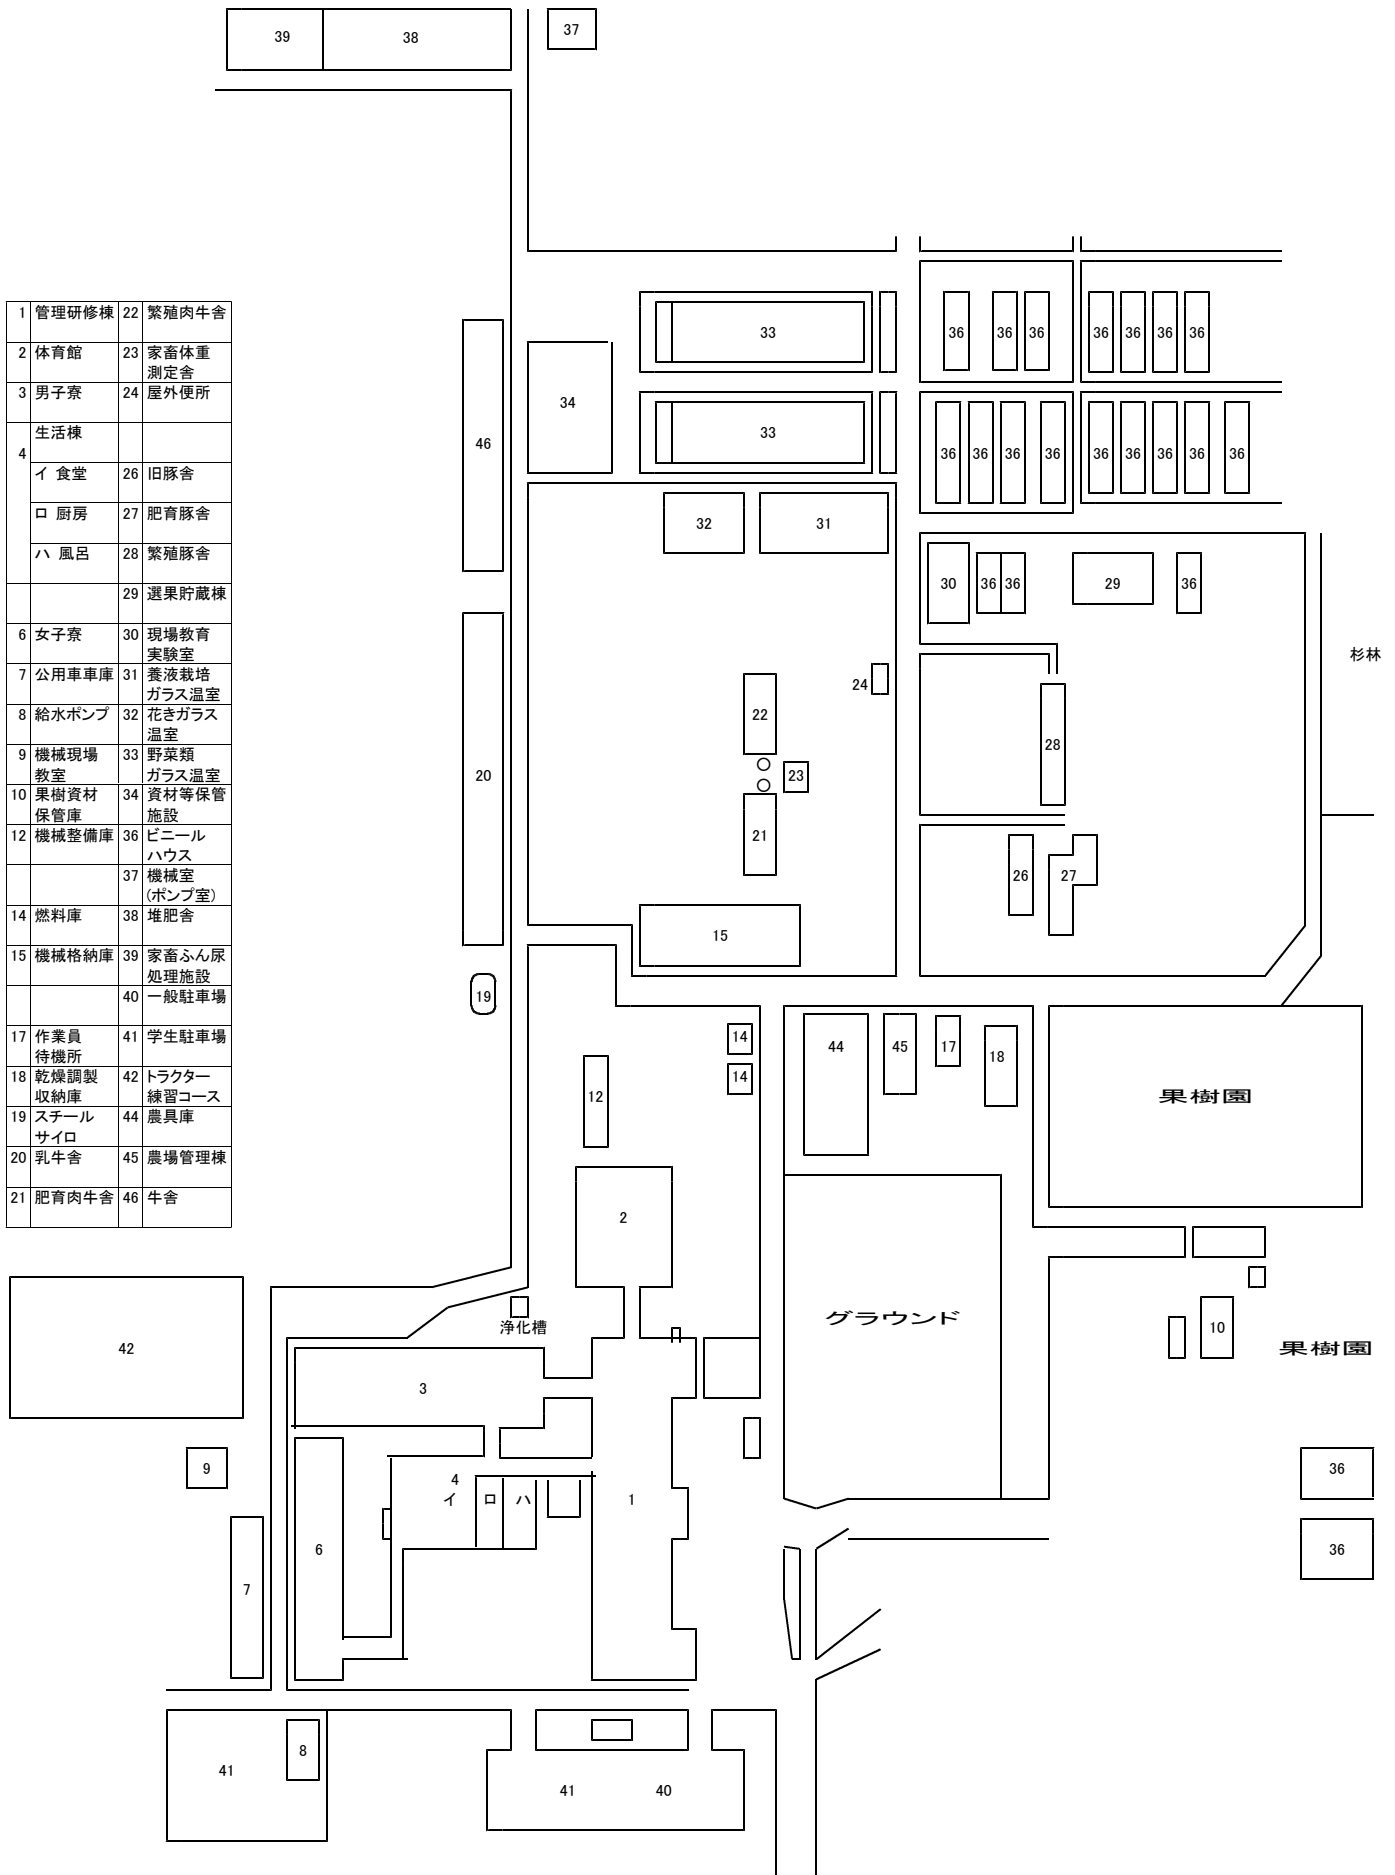 39
38
37
1 管理研修棟 22 繁殖肉牛舎
2 体育館 23 家畜体重
測定舎
3 男子寮 24 屋外便所
4 生活棟
イ 食堂 26 旧豚舎
ロ 厨房 27 肥育豚舎
ハ 風呂 28 繁殖豚舎
29 選果貯蔵棟
6 女子寮 30 現場教育
実験室
7 公用車車庫 31 養液栽培
ガラス温室
8 給水ポンプ 32 花きガラス
温室
9 機械現場 33 野菜類
教室 ガラス温室
10 果樹資材 34 資材等保管
保管庫 施設
12 機械整備庫 36 ビニール
ハウス
37 機械室
(ポンプ室)
14 燃料庫 38 堆肥舎
15 機械格納庫 39 家畜ふん尿
処理施設
40 一般駐車場
17 作業員 41 学生駐車場
待機所
18 乾燥調製 42 トラクター
収納庫 練習コース
19 スチール 44 農具庫
サイロ
20 乳牛舎 45 農場管理棟
21 肥育肉牛舎 46 牛舎
33
36 36 36 36 36 36 36
34
33
46
36 36 36 36 36 36 36 36 36
32
31
30
36 36
29
36
杉林
24
22
28
20
23
21
26
27
15
19
14
44
45
17
18
14
12
果樹園
2
グラウンド
浄化槽
10
果樹園
42
3
9
4
イ ロ ハ
1
36
6
7
36
8
41
41
40